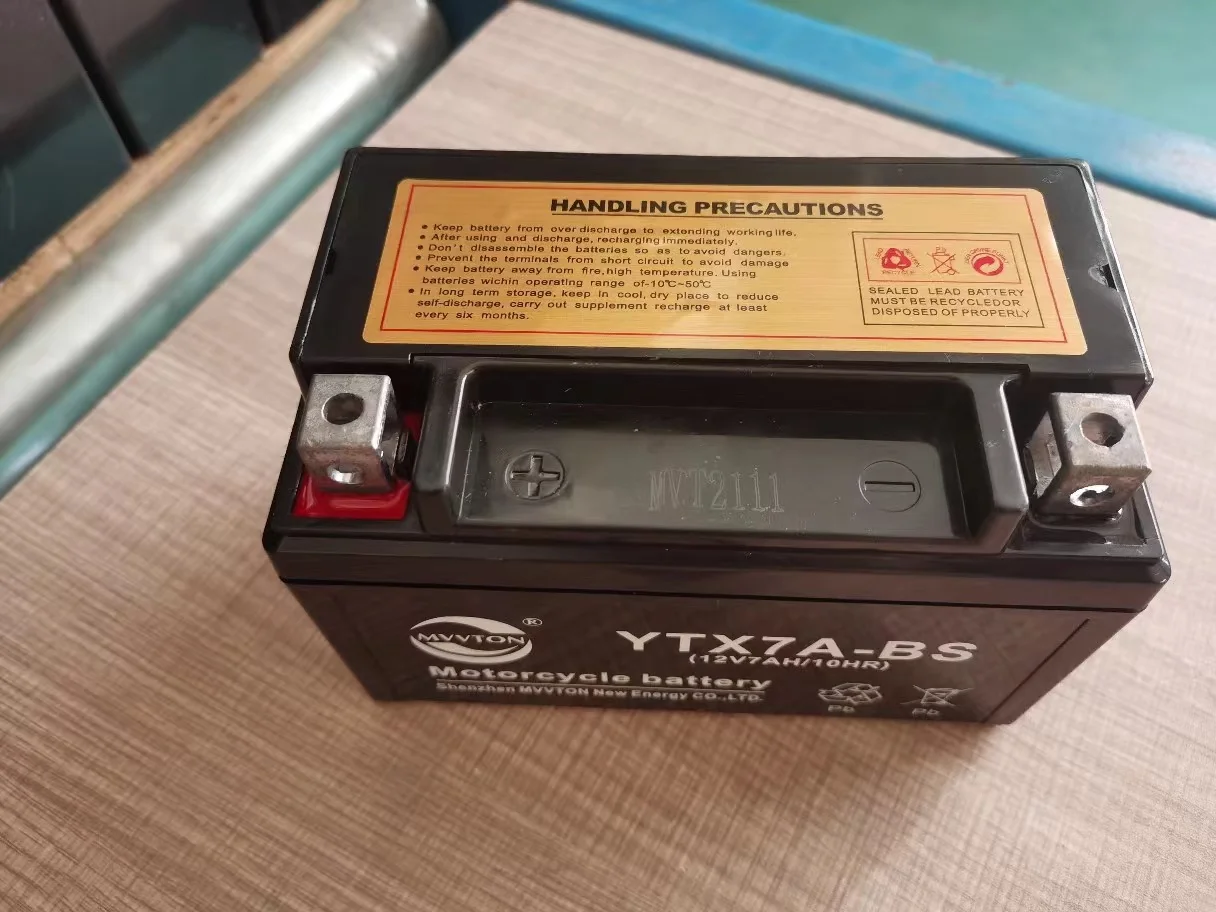 HANDLING PRECAUTIONS
● Keep battery from over discharge to extending working life.
● After using and discharge, recharging immediately.
● Don't disassemble the batteries so as to avoid dangers.
● Prevent the terminals from short circuit to avoid damage
● Keep battery away from fire,high temperature. Using
batteries wichin operating range of-10℃~50℃
● In long term storage, keep in cool, dry place to reduce
self-discharge, carry out supplement recharge at least
every six months.
Pb
SEALED LEAD BATTERY
MUST BE RECYCLEDOR
DISPOSED OF PROPERLY
+
MVT2111
−
MVVTON ®
YTX7A-BS
(12V7AH/10HR)
Motorcycle battery
Shenzhen MVVTON New Energy CO.,LTD.
Pb
Pb